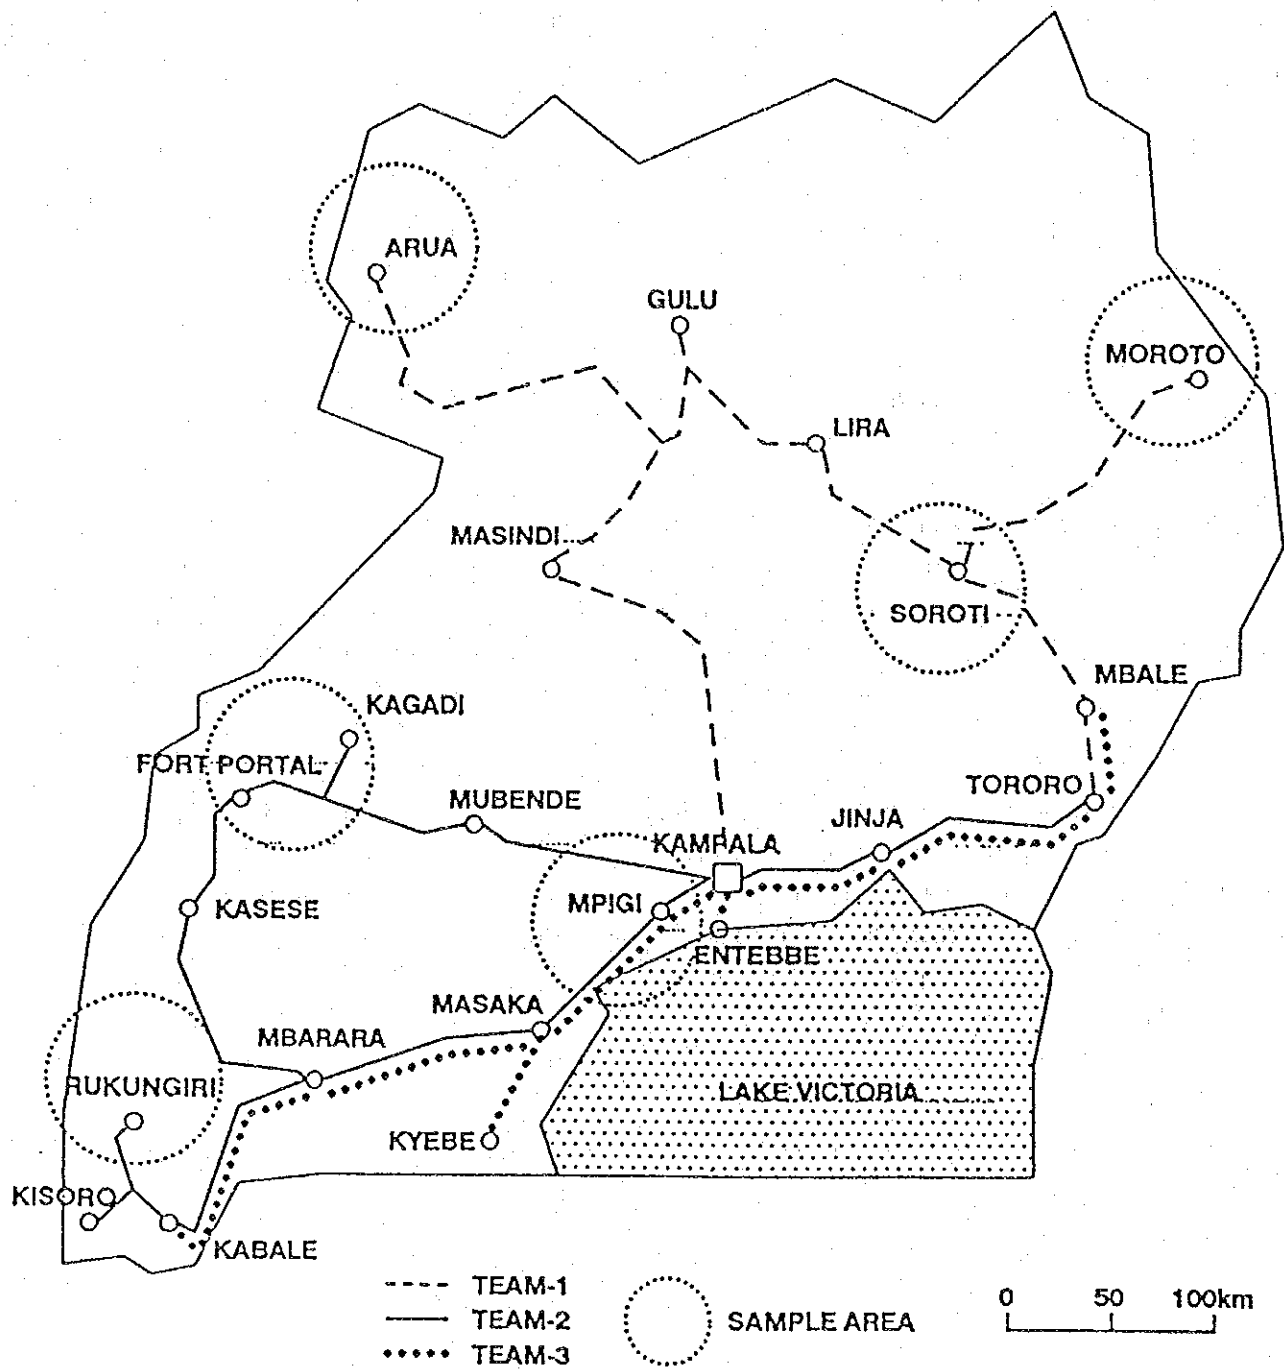 ARUA
GULU
MOROTO
LIRA
MASINDI
SOROTI
MBALE
KAGADI
FORT PORTAL
TORORO
MUBENDE
JINJA
KAMPALA
MPIGI
KASESE
ENTEBBE
MASAKA
MBARARA
RUKUNGIRI
LAKE VICTORIA
KYEBE
KISORO
KABALE
TEAM-1
TEAM-2
TEAM-3
SAMPLE AREA
0 50 100km